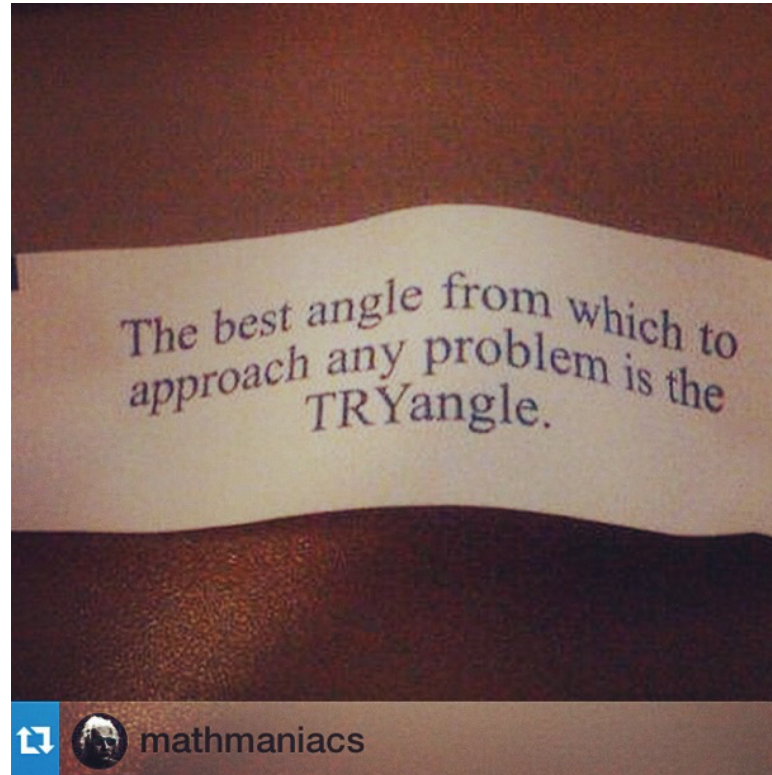 The best angle from which to
approach any problem is the
TRYangle.
mathmaniacs